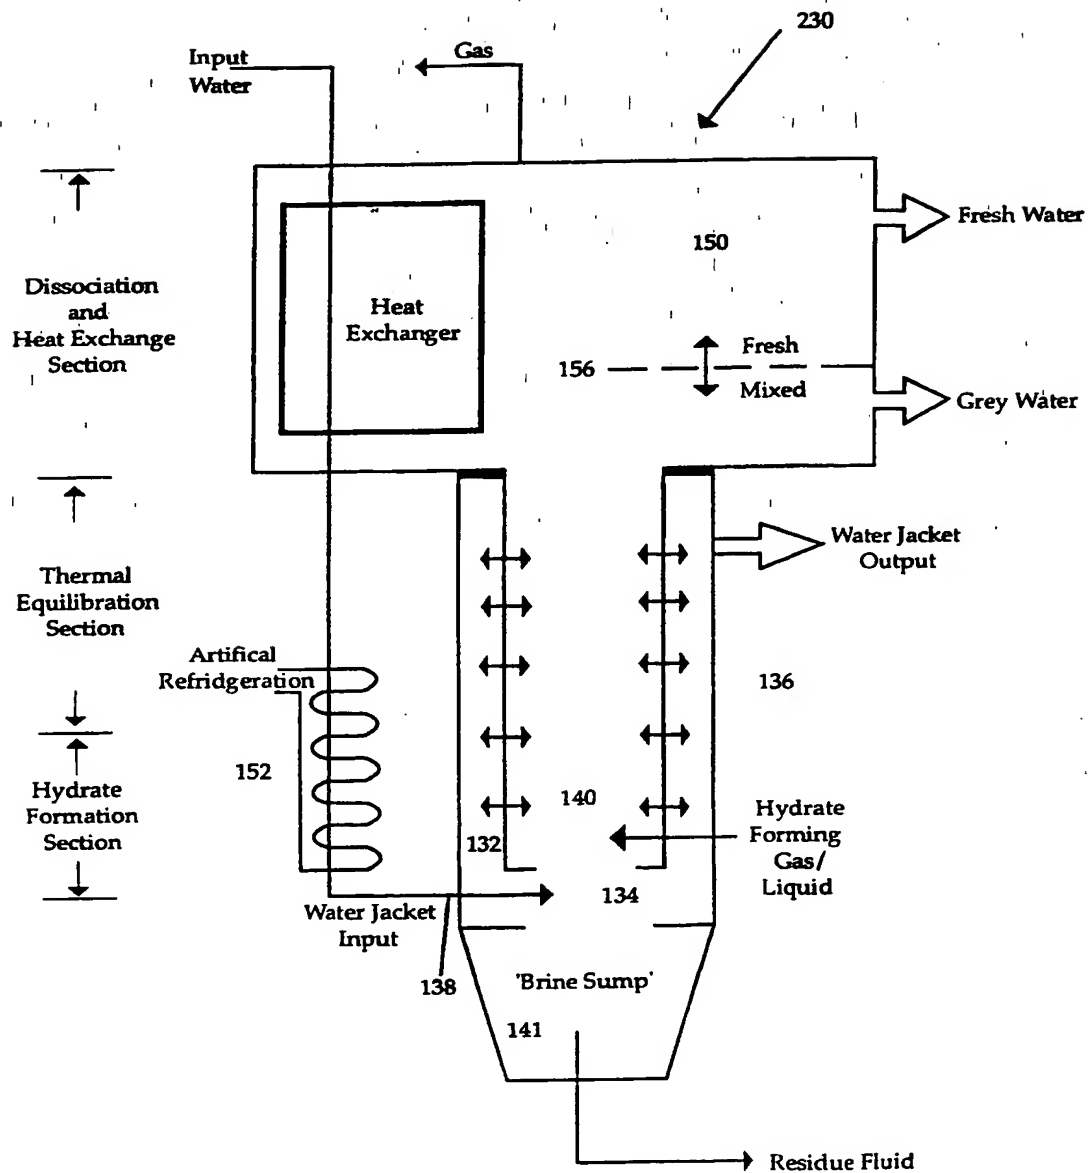 230
Input
Water
Gas
Fresh Water
150
Dissociation
and
Heat Exchange
Section
Heat
Exchanger
156
Fresh
Mixed
Grey Water
Water Jacket
Output
Thermal
Equilibration
Section
Artifical
Refridgeration
136
152
Hydrate
Formation
Section
140
132
Hydrate
Forming
Gas/
Liquid
134
Water Jacket
Input
138
'Brine Sump'
141
Residue Fluid